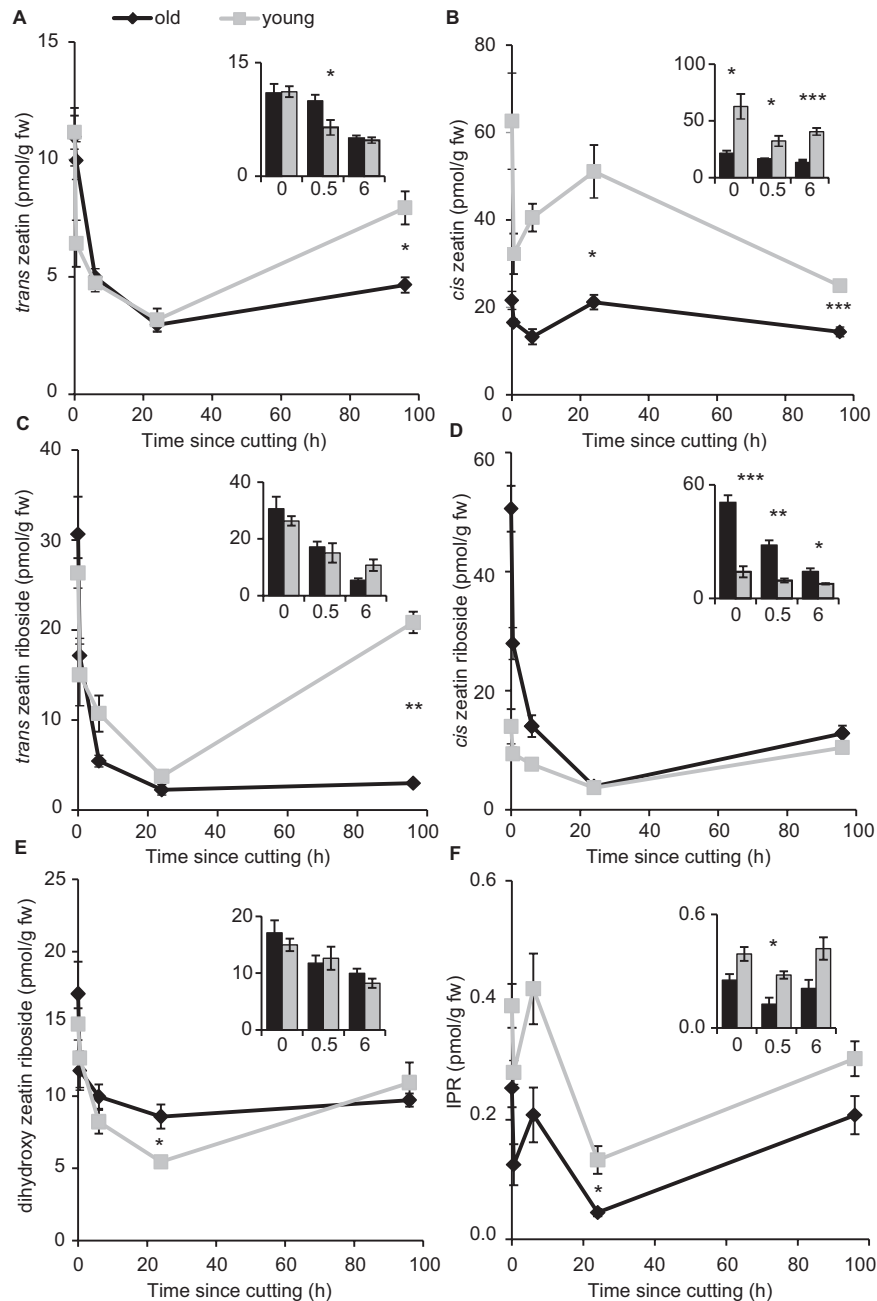 A
old
young
trans zeatin (pmol/g fw)
15
10
5
0
0 20 40 60 80 100
Time since cutting (h)
15
0
*
0 0.5 6
*
B
cis zeatin (pmol/g fw)
80
60
40
20
0
0 20 40 60 80 100
Time since cutting (h)
100
50
0
* * ***
0 0.5 6
*
***
C
trans zeatin riboside (pmol/g fw)
40
30
20
10
0
0 20 40 60 80 100
Time since cutting (h)
40
20
0
0 0.5 6
**
D
cis zeatin riboside (pmol/g fw)
60
40
20
0
0 20 40 60 80 100
Time since cutting (h)
60
0
***
**
*
0 0.5 6
E
dihydroxy zeatin riboside (pmol/g fw)
25
20
15
10
5
0
0 20 40 60 80 100
Time since cutting (h)
20
15
10
5
0
0 0.5 6
*
F
IPR (pmol/g fw)
0.6
0.4
0.2
0.0
0 20 40 60 80 100
Time since cutting (h)
0.6
0.0
*
0 0.5 6
*